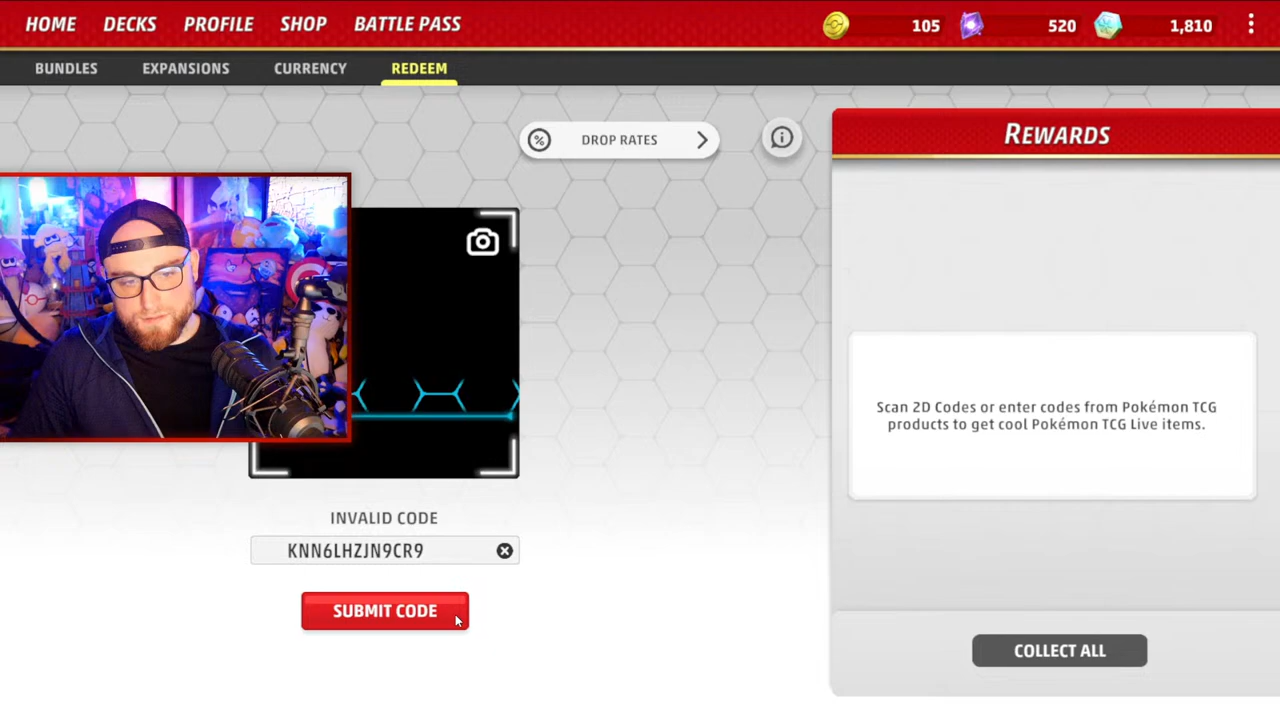 HOME DECKS PROFILE SHOP BATTLE PASS 105 520 1,810
BUNDLES EXPANSIONS CURRENCY REDEEM
DROP RATES
REWARDS
Scan 2D Codes or enter codes from Pokémon TCG
products to get cool Pokémon TCG Live items.
INVALID CODE
KNN6LHZJN9CR9
SUBMIT CODE
COLLECT ALL